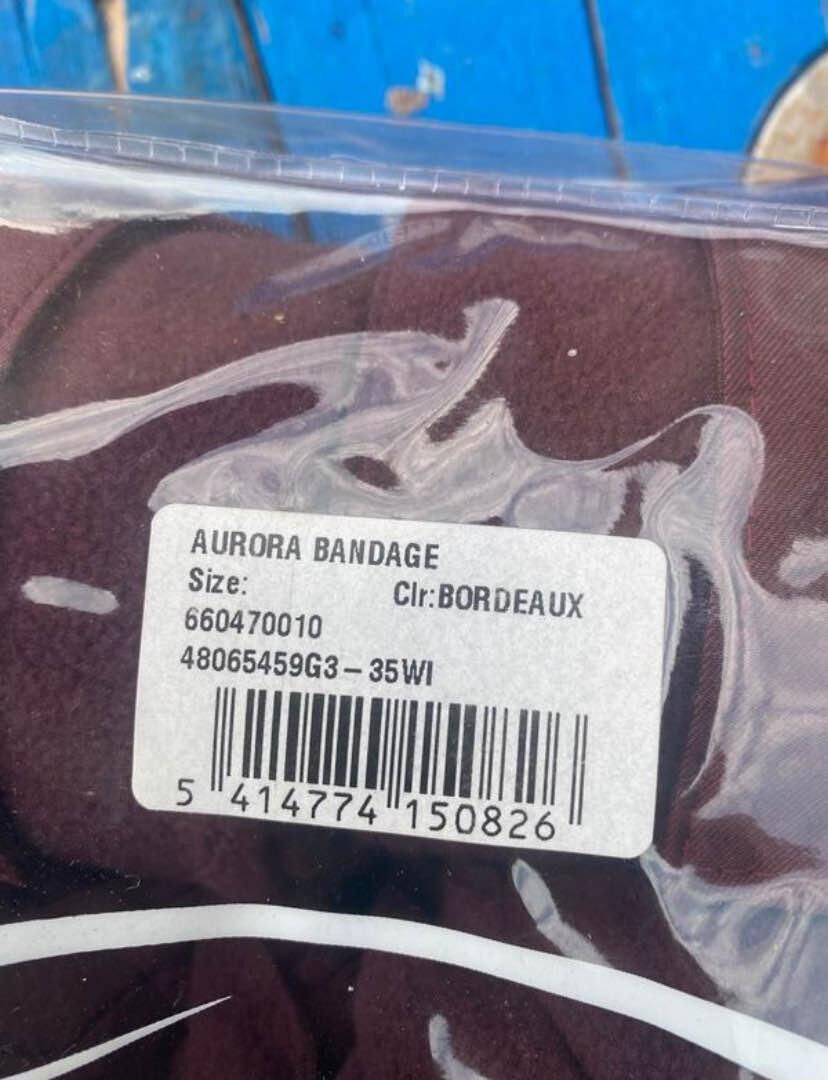 AURORA BANDAGE
Size: Clr:BORDEAUX
660470010
48065459G3-35WI
5 414774 150826